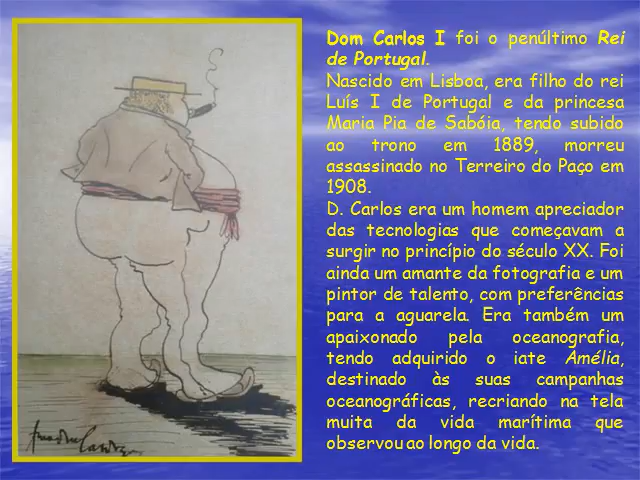 Dom Carlos I foi o penúltimo Rei
de Portugal.
Nascido em Lisboa, era filho do rei
Luís I de Portugal e da princesa
Maria Pia de Sabóia, tendo subido
ao trono em 1889, morreu
assassinado no Terreiro do Paço em
1908.
D. Carlos era um homem apreciador
das tecnologias que começavam a
surgir no princípio do século XX. Foi
ainda um amante da fotografia e um
pintor de talento, com preferências
para a aguarela. Era também um
apaixonado pela oceanografia,
tendo adquirido o iate Amélia,
destinado às suas campanhas
oceanográficas, recriando na tela
muita da vida marítima que
observou ao longo da vida.